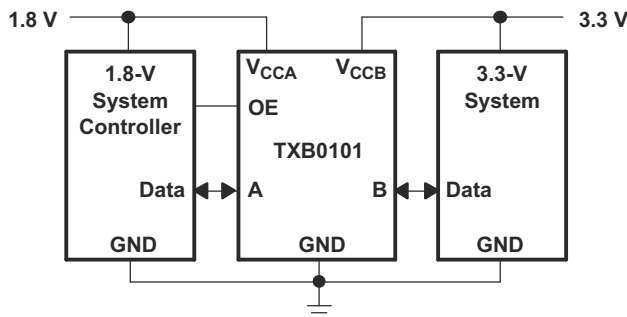 1.8 V
3.3 V
1.8-V
System
Controller
Data
GND
VCCA
VCCB
OE
TXB0101
A
B
GND
3.3-V
System
Data
GND